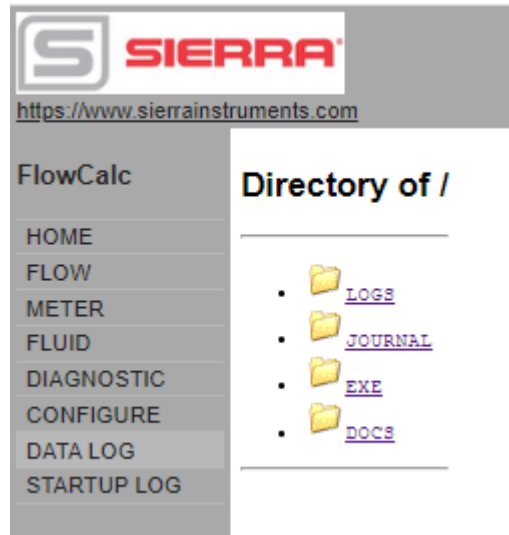 SIERRA
https://www.sierrainstruments.com
FlowCalc
HOME
FLOW
METER
FLUID
DIAGNOSTIC
CONFIGURE
DATA LOG
STARTUP LOG
Directory of /
LOGS
JOURNAL
EXE
DOCS